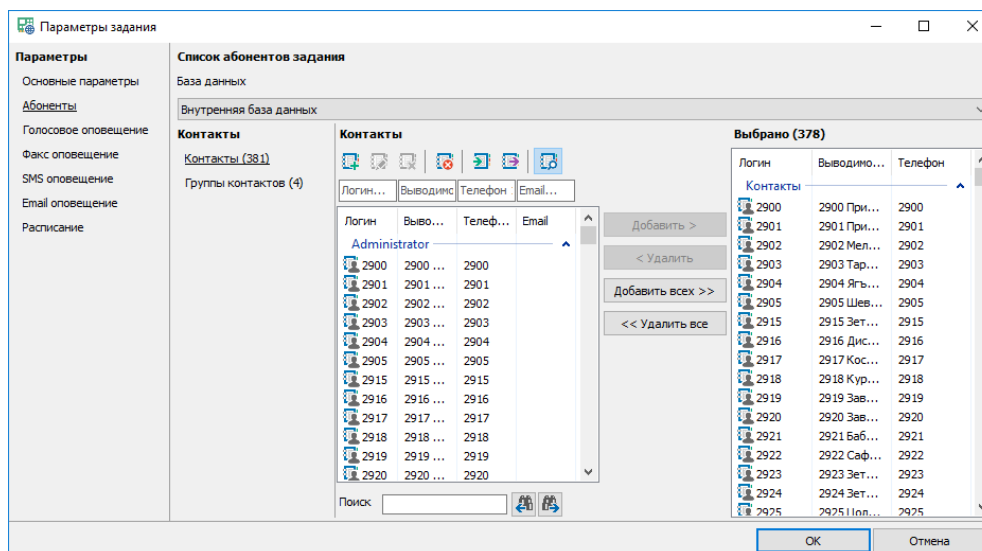 Параметры задания
Параметры
Основные параметры
Абоненты
Голосовое оповещение
Факс оповещение
SMS оповещение
Email оповещение
Расписание
Список абонентов задания
База данных
Внутренняя база данных
Контакты
Контакты (381)
Группы контактов (4)
Контакты
Логин... Выводимо Телефон Email...
Логин Выво... Телеф... Email
Administrator
2900 2900 ... 2900
2901 2901 ... 2901
2902 2902 ... 2902
2903 2903 ... 2903
2904 2904 ... 2904
2905 2905 ... 2905
2915 2915 ... 2915
2916 2916 ... 2916
2917 2917 ... 2917
2918 2918 ... 2918
2919 2919 ... 2919
2920 2920 ... 2920
Поиск
Добавить >
< Удалить
Добавить всех >>
<< Удалить все
Выбрано (378)
Логин Выводимо... Телефон
Контакты
2900 2900 При... 2900
2901 2901 При... 2901
2902 2902 Мел... 2902
2903 2903 Тар... 2903
2904 2904 Ягъ... 2904
2905 2905 Шев... 2905
2915 2915 Зет... 2915
2916 2916 Дис... 2916
2917 2917 Кос... 2917
2918 2918 Кур... 2918
2919 2919 Зав... 2919
2920 2920 Зав... 2920
2921 2921 Баб... 2921
2922 2922 Саф... 2922
2923 2923 Зет... 2923
2924 2924 Зет... 2924
2925 2925 2925
OK
Отмена